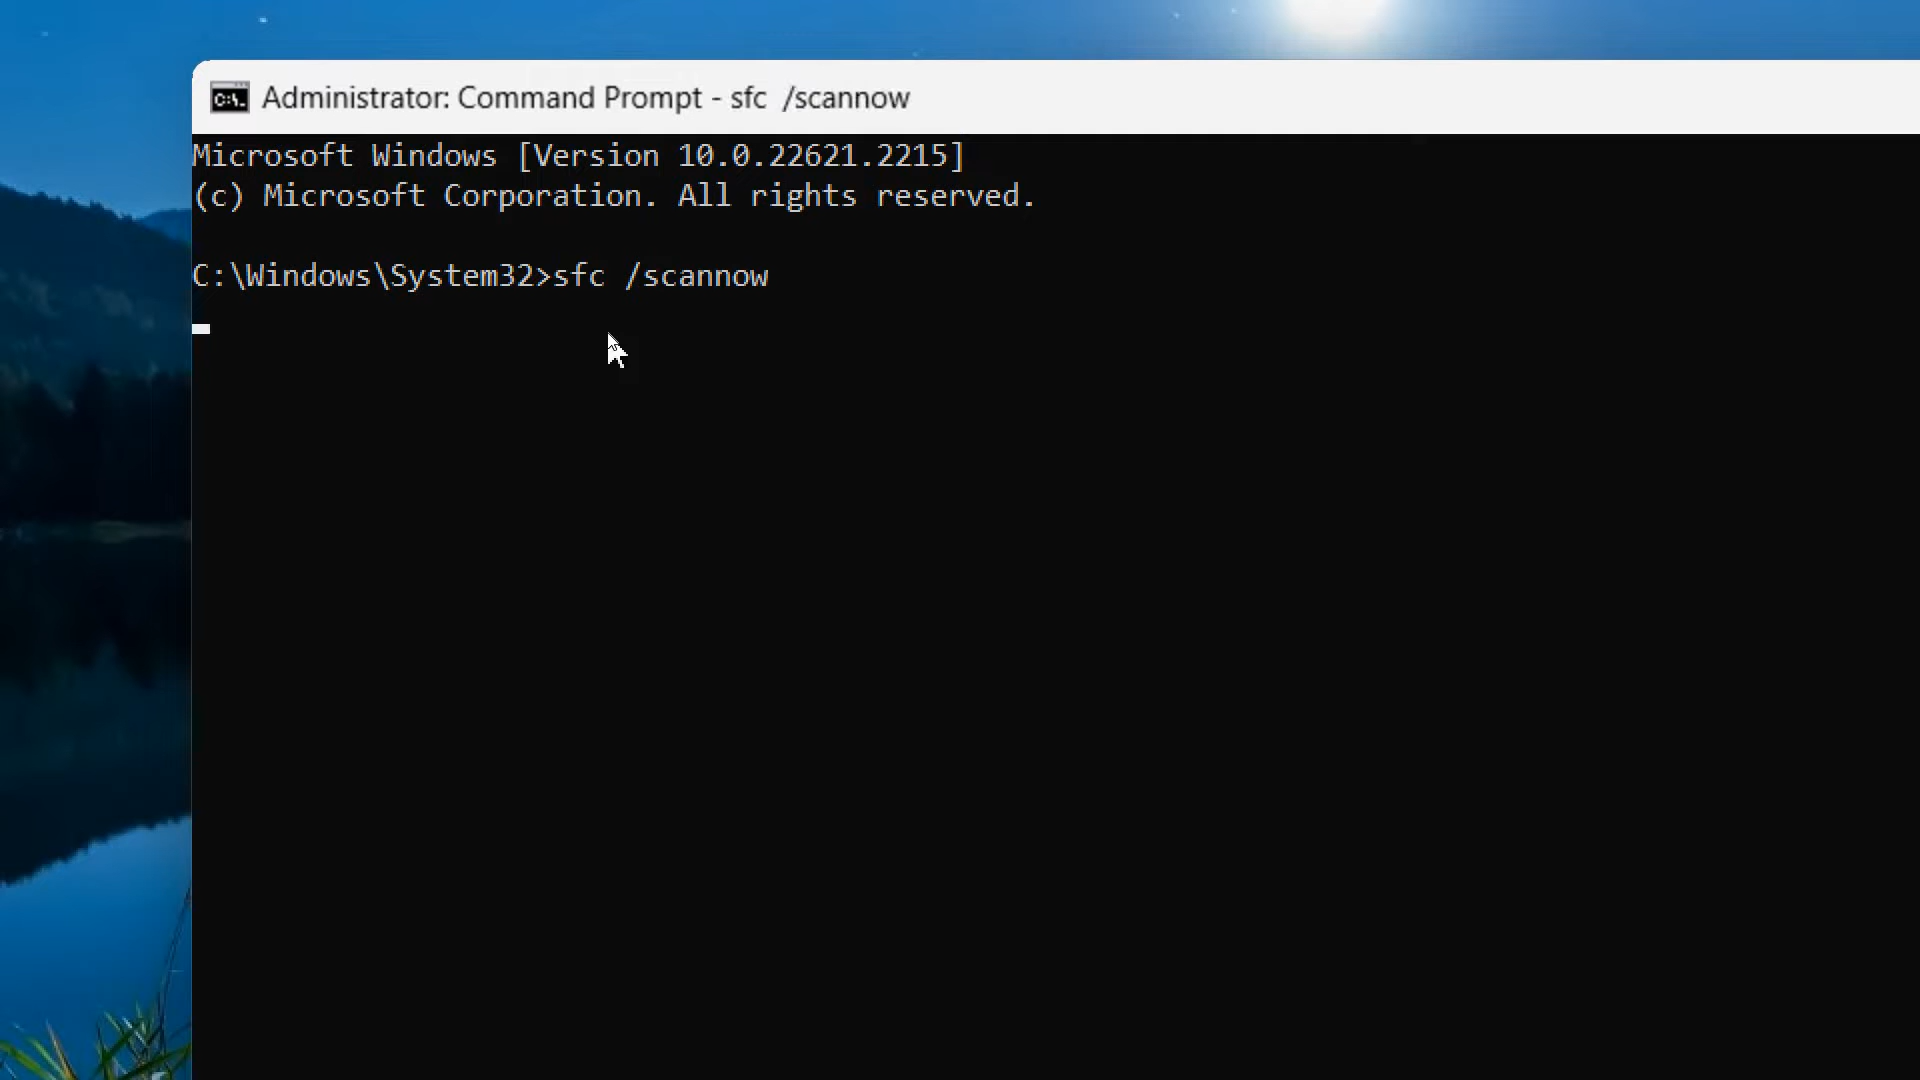 Administrator: Command Prompt - sfc  /scannow
Microsoft Windows [Version 10.0.22621.2215]
(c) Microsoft Corporation. All rights reserved.
C:\Windows\System32>sfc /scannow